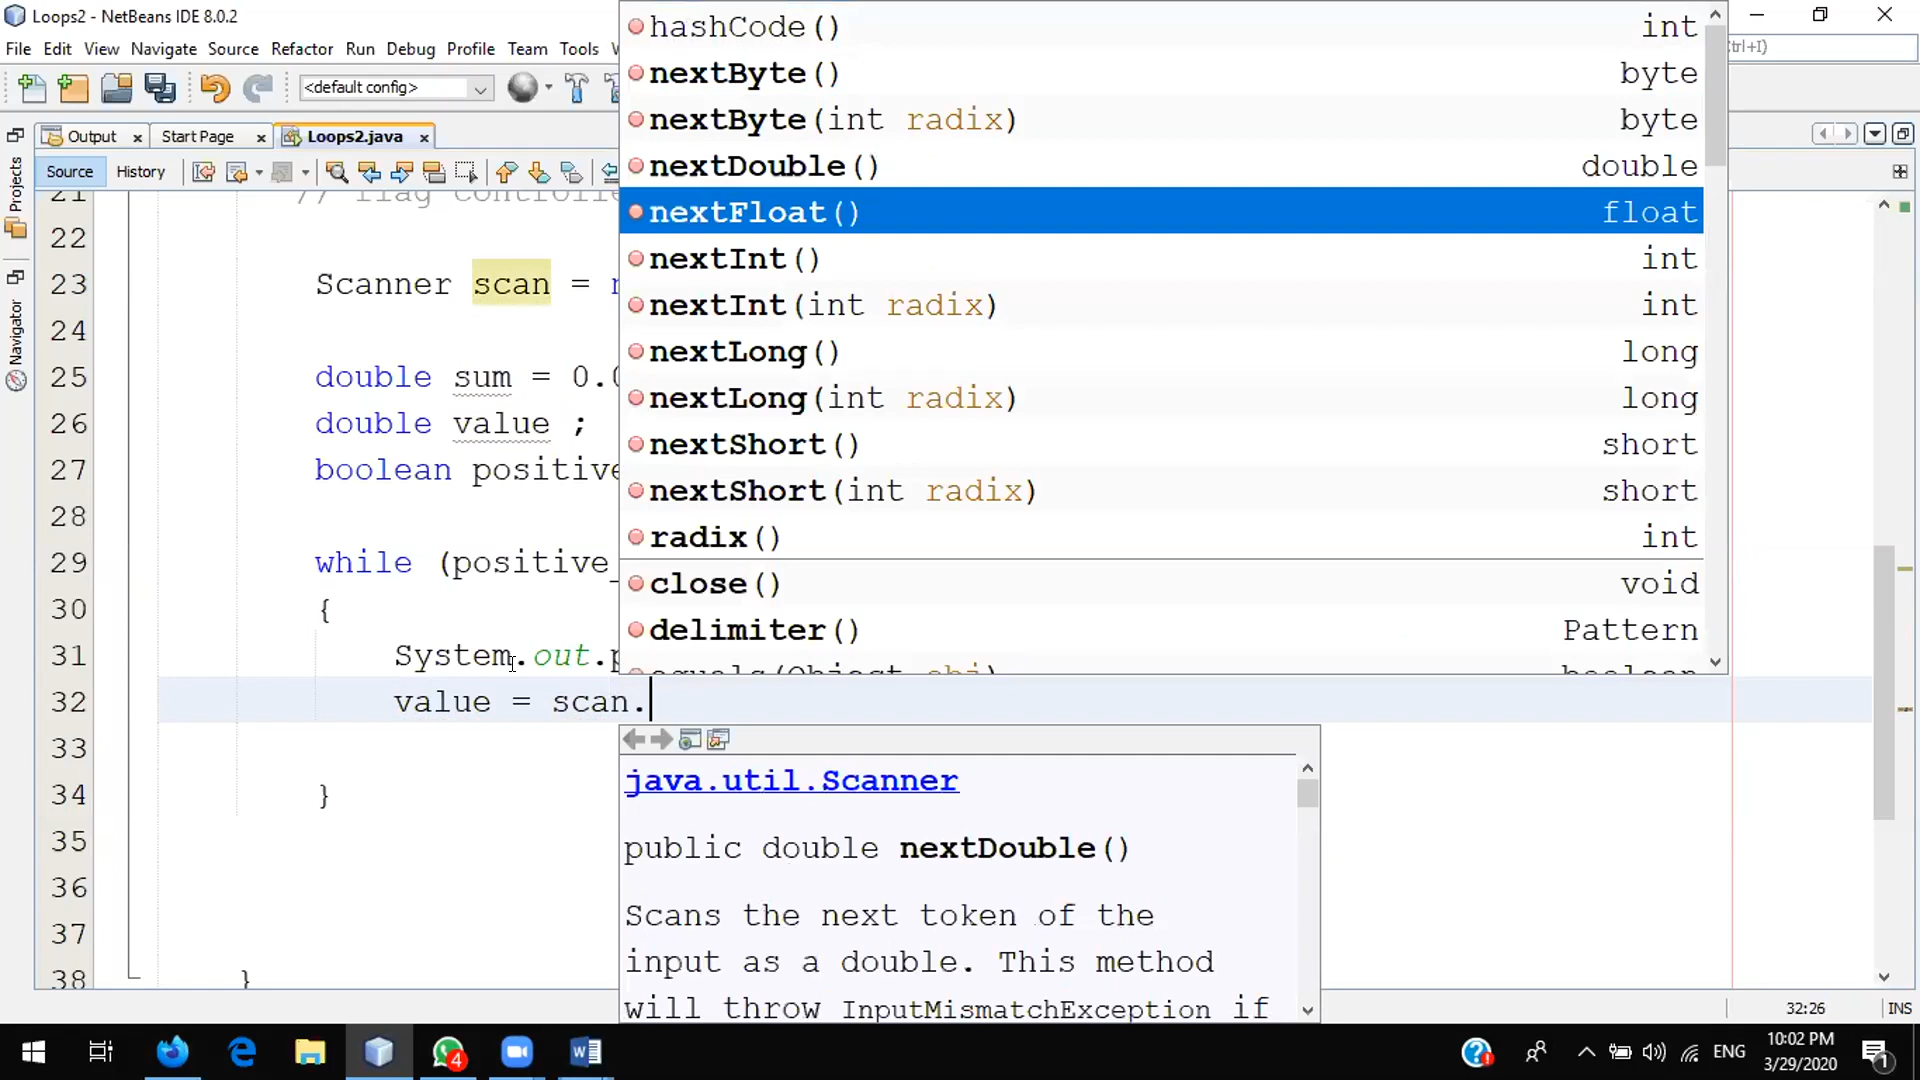 Loops2 - NetBeans IDE 8.0.2
File Edit View Navigate Source Refactor Run Debug Profile Team Tools
<default config>
Output Start Page Loops2.java
Source History
Projects
Navigator
22
23 Scanner scan =
24
25 double sum = 0.
26 double value ;
27 boolean positive
28
29 while (positive_
30 {
31 System.out.
32 value = scan.
33
34 }
35
36
37
38 }
hashCode() int
nextByte() byte
nextByte(int radix) byte
nextDouble() double
nextFloat() float
nextInt() int
nextInt(int radix) int
nextLong() long
nextLong(int radix) long
nextShort() short
nextShort(int radix) short
radix() int
close() void
delimiter() Pattern
java.util.Scanner
public double nextDouble()
Scans the next token of the
input as a double. This method
will throw InputMismatchException if
32:26 INS
4
ENG
10:02 PM
3/29/2020
1